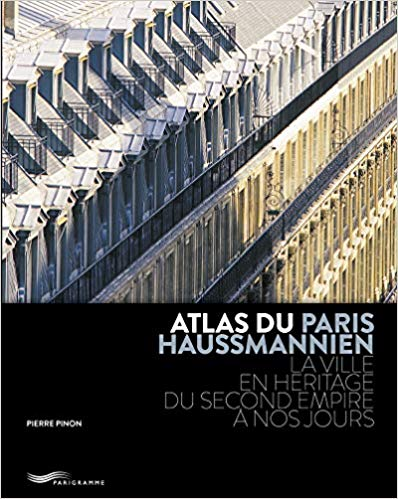 ATLAS DU PARIS
HAUSSMANNIEN
LA VILLE
EN HÉRITAGE
DU SECOND EMPIRE
À NOS JOURS
PIERRE PINON
PARIGRAMME